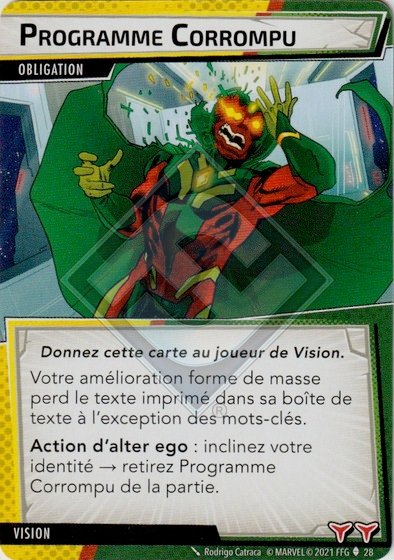 Programme Corrompu
OBLIGATION
Donnez cette carte au joueur de Vision.
Votre amélioration forme de masse
perd le texte imprimé dans sa boîte de
texte à l'exception des mots-clés.
Action d'alter ego : inclinez votre
identité → retirez Programme
Corrompu de la partie.
VISION
Rodrigo Catraca © MARVEL © 2021 FFG 28